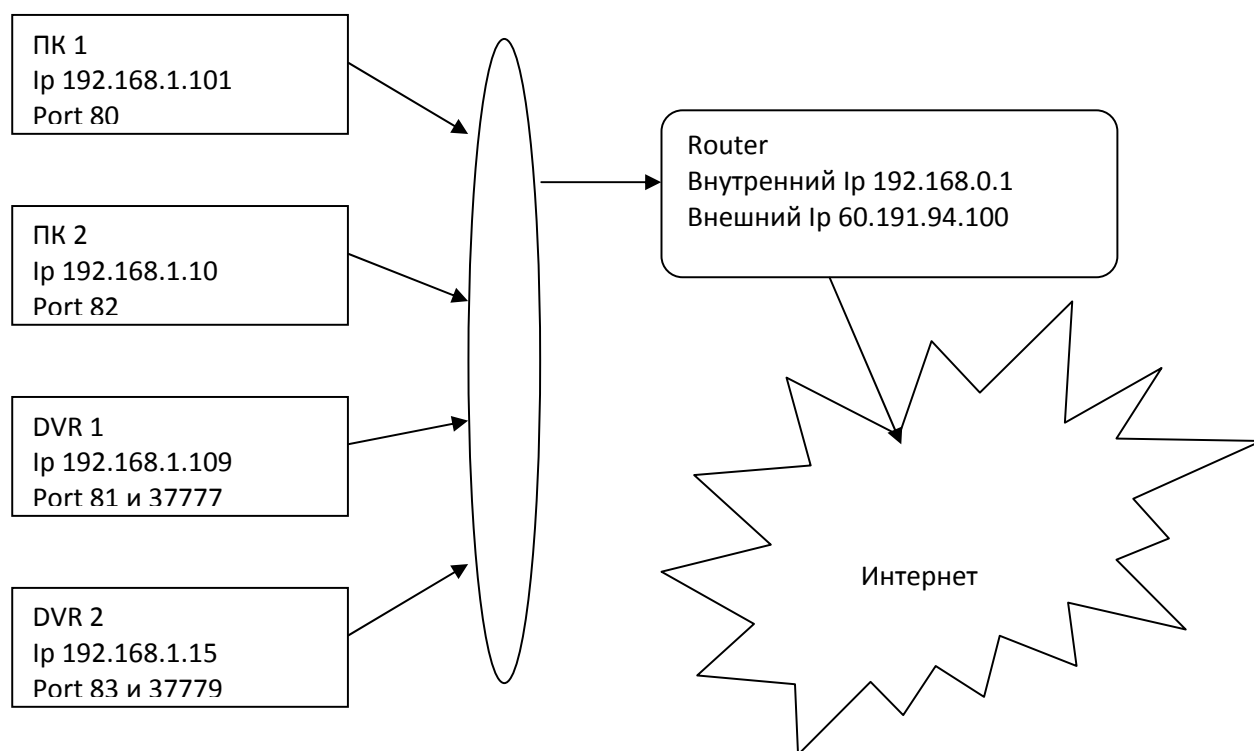 ПК 1
Ip 192.168.1.101
Port 80
ПК 2
Ip 192.168.1.10
Port 82
DVR 1
Ip 192.168.1.109
Port 81 и 37777
DVR 2
Ip 192.168.1.15
Port 83 и 37779
Router
Внутренний Ip 192.168.0.1
Внешний Ip 60.191.94.100
Интернет